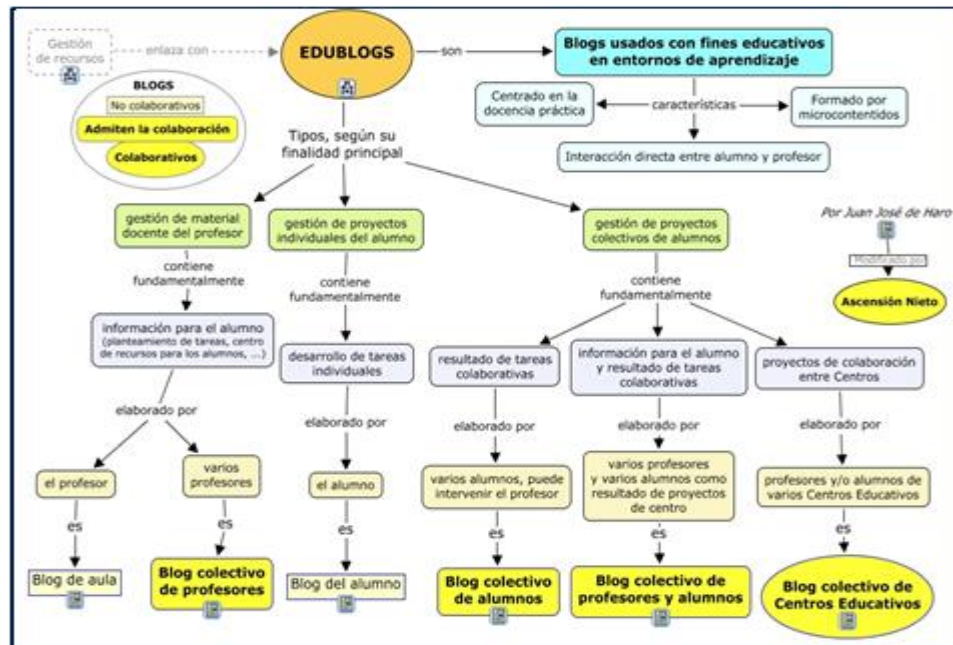 Gestión
de recursos
enlaza con
EDUBLOGS
son
Blogs usados con fines educativos
en entornos de aprendizaje
BLOGS
No colaborativos
Admiten la colaboración
Colaborativos
Centrado en la
docencia práctica
características
Formado por
microcontenidos
Interacción directa entre alumno y profesor
Tipos, según su
finalidad principal
gestión de material
docente del profesor
gestión de proyectos
individuales del alumno
gestión de proyectos
colectivos de alumnos
Por Juan José de Haro
Modificado por
Ascensión Nieto
contiene
fundamentalmente
contiene
fundamentalmente
contiene
fundamentalmente
información para el alumno
(planteamiento de tareas, centro
de recursos para los alumnos, ...)
desarrollo de tareas
individuales
resultado de tareas
colaborativas
información para el alumno
y resultado de tareas
colaborativas
proyectos de colaboración
entre Centros
elaborado por
elaborado por
elaborado por
elaborado por
elaborado por
el profesor
varios
profesores
el alumno
varios alumnos, puede
intervenir el profesor
varios profesores
y varios alumnos como
resultado de proyectos
de centro
profesores y/o alumnos de
varios Centros Educativos
es
es
es
es
es
es
Blog de aula
Blog colectivo
de profesores
Blog del alumno
Blog colectivo
de alumnos
Blog colectivo de
profesores y alumnos
Blog colectivo de
Centros Educativos